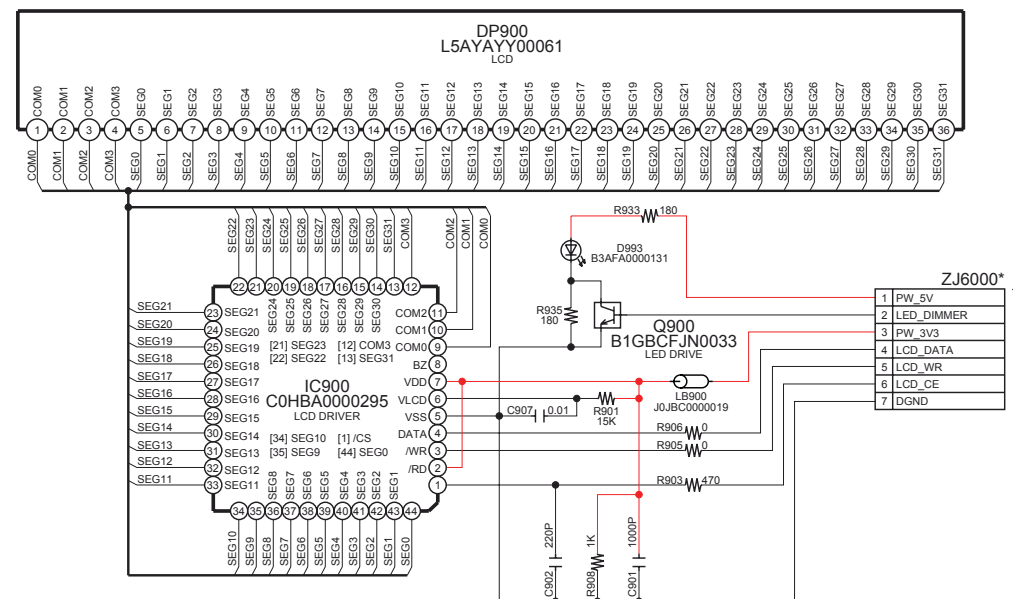 DP900
L5AYAYY00061
LCD
COM0 COM1 COM2 COM3 SEG0 SEG1 SEG2 SEG3 SEG4 SEG5 SEG6 SEG7 SEG8 SEG9 SEG10 SEG11 SEG12 SEG13 SEG14 SEG15 SEG16 SEG17 SEG18 SEG19 SEG20 SEG21 SEG22 SEG23 SEG24 SEG25 SEG26 SEG27 SEG28 SEG29 SEG30 SEG31
1 2 3 4 5 6 7 8 9 10 11 12 13 14 15 16 17 18 19 20 21 22 23 24 25 26 27 28 29 30 31 32 33 34 35 36
COM0 COM1 COM2 COM3 SEG0 SEG1 SEG2 SEG3 SEG4 SEG5 SEG6 SEG7 SEG8 SEG9 SEG10 SEG11 SEG12 SEG13 SEG14 SEG15 SEG16 SEG17 SEG18 SEG19 SEG20 SEG21 SEG22 SEG23 SEG24 SEG25 SEG26 SEG27 SEG28 SEG29 SEG30 SEG31
SEG22 SEG23 SEG24 SEG25 SEG26 SEG27 SEG28 SEG29 SEG30 SEG31 COM3 COM2 COM1 COM0
22 21 20 19 18 17 16 15 14 13 12
SEG24 SEG25 SEG26 SEG27 SEG28 SEG29 SEG30
SEG21 23 SEG21
SEG20 24 SEG20
SEG19 25 SEG19
SEG18 26 SEG18
SEG17 27 SEG17
SEG16 28 SEG16
SEG15 29 SEG15
SEG14 30 SEG14
SEG13 31 SEG13
SEG12 32 SEG12
SEG11 33 SEG11
[21] SEG23 [12] COM3
[22] SEG22 [13] SEG31
IC900
C0HBA0000295
LCD DRIVER
[34] SEG10 [1] /CS
[35] SEG9 [44] SEG0
COM2 11
COM1 10
COM0 9
BZ 8
VDD 7
VLCD 6
VSS 5
DATA 4
/WR 3
/RD 2
1
SEG8 SEG7 SEG6 SEG5 SEG4 SEG3 SEG2 SEG1
34 35 36 37 38 39 40 41 42 43 44
SEG10 SEG9 SEG8 SEG7 SEG6 SEG5 SEG4 SEG3 SEG2 SEG1 SEG0
R933 180
D993
B3AFA0000131
R935
180
Q900
B1GBCFJN0033
LED DRIVE
LB900
J0JBC0000019
C907 0.01
R901
15K
R906 0
R905 0
R903 470
C902 220P
R908 1K
C901 1000P
ZJ6000*
1 PW_5V
2 LED_DIMMER
3 PW_3V3
4 LCD_DATA
5 LCD_WR
6 LCD_CE
7 DGND